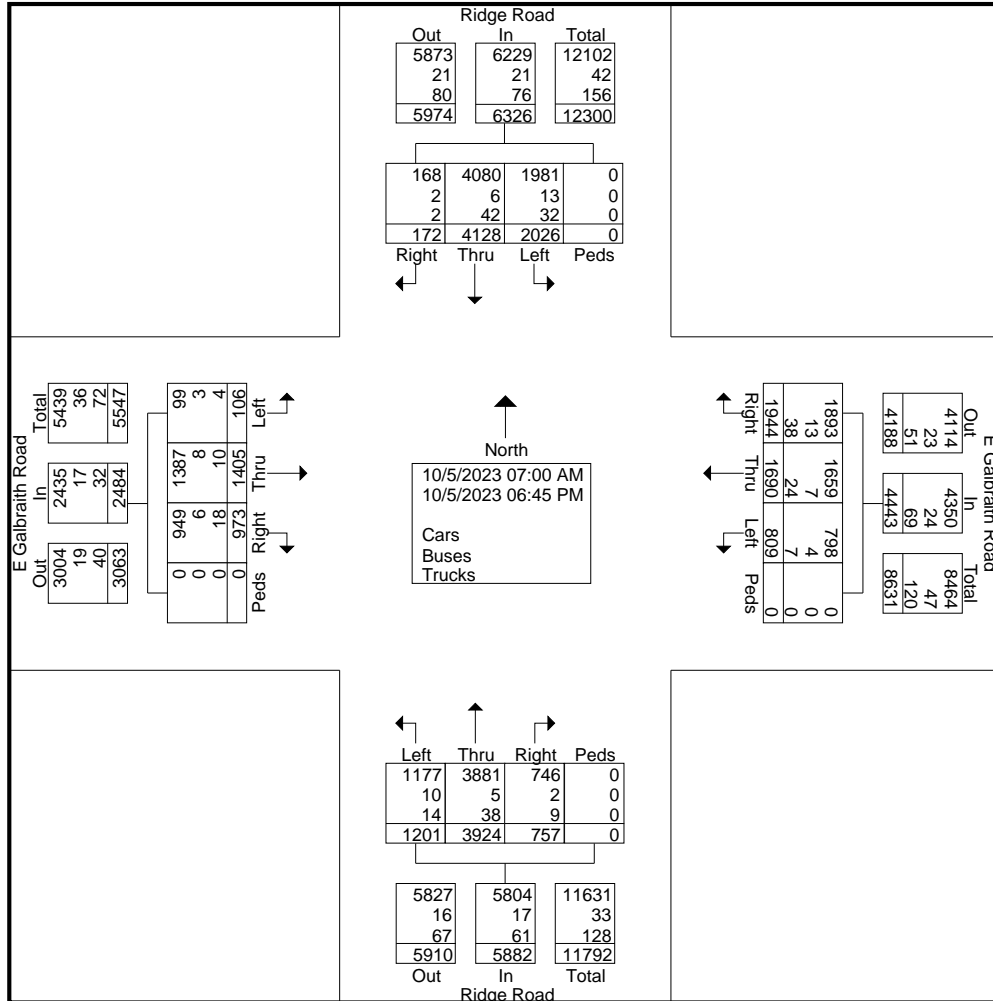 Ridge Road
Out In Total
5873 6229 12102
21 21 42
80 76 156
5974 6326 12300
168 4080 1981 0
2 6 13 0
2 42 32 0
172 4128 2026 0
Right Thru Left Peds
E Galbraith Road
Total In Out
5439 2435 3004
36 17 19
72 32 40
5547 2484 3063
99 1387 949 0
3 8 6 0
4 10 18 0
106 1405 973 0
Left Thru Right Peds
North
10/5/2023 07:00 AM
10/5/2023 06:45 PM
Cars
Buses
Trucks
Right Thru Left Peds
1893 1659 798 0
13 7 4 0
38 24 7 0
1944 1690 809 0
E Galbraith Road
Out In Total
4114 4350 8464
23 24 47
51 69 120
4188 4443 8631
Left Thru Right Peds
1177 3881 746 0
10 5 2 0
14 38 9 0
1201 3924 757 0
5827 5804 11631
16 17 33
67 61 128
5910 5882 11792
Out In Total
Ridge Road